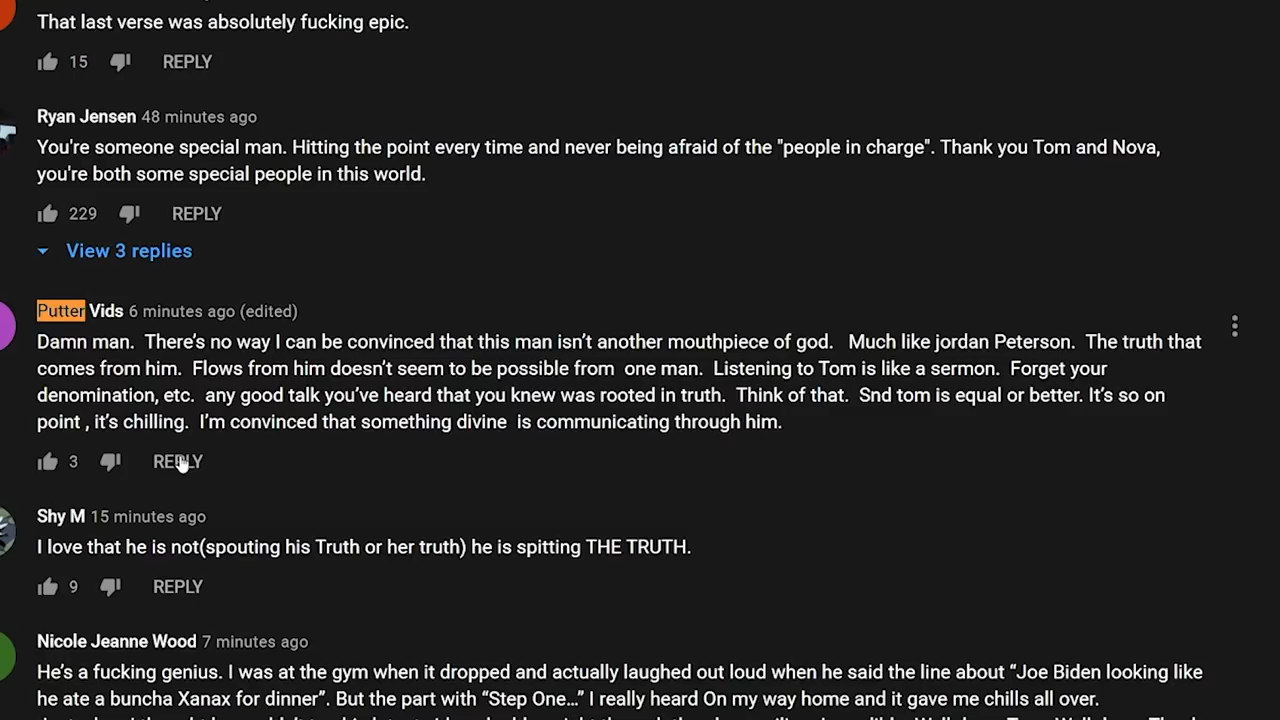 That last verse was absolutely fucking epic.
15 REPLY
Ryan Jensen 48 minutes ago
You're someone special man. Hitting the point every time and never being afraid of the "people in charge". Thank you Tom and Nova,
you're both some special people in this world.
229 REPLY
View 3 replies
Putter Vids 6 minutes ago (edited)
Damn man. There's no way I can be convinced that this man isn't another mouthpiece of god. Much like jordan Peterson. The truth that
comes from him. Flows from him doesn't seem to be possible from one man. Listening to Tom is like a sermon. Forget your
denomination, etc. any good talk you've heard that you knew was rooted in truth. Think of that. Snd tom is equal or better. It's so on
point , it's chilling. I'm convinced that something divine is communicating through him.
3 REPLY
Shy M 15 minutes ago
I love that he is not(spouting his Truth or her truth) he is spitting THE TRUTH.
9 REPLY
Nicole Jeanne Wood 7 minutes ago
He's a fucking genius. I was at the gym when it dropped and actually laughed out loud when he said the line about “Joe Biden looking like
he ate a buncha Xanax for dinner”. But the part with “Step One…” I really heard On my way home and it gave me chills all over.